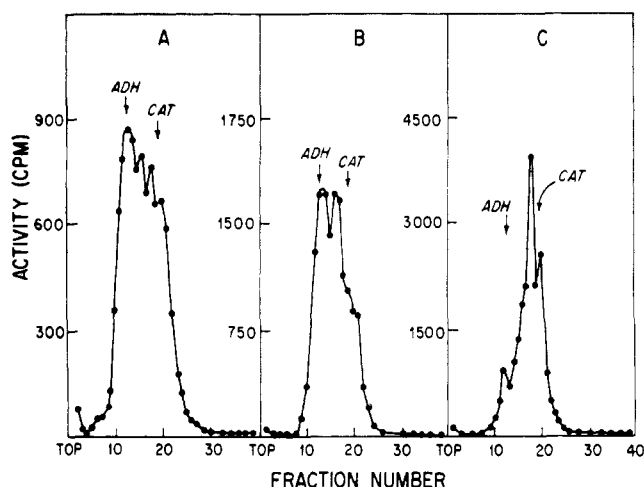 A B C
ADH CAT
ADH CAT
ADH CAT
900 1750 4500
600 1500 3000
300 750 1500
TOP 10 20 30 TOP 10 20 30 TOP 10 20 30 40
ACTIVITY (CPM)
FRACTION NUMBER